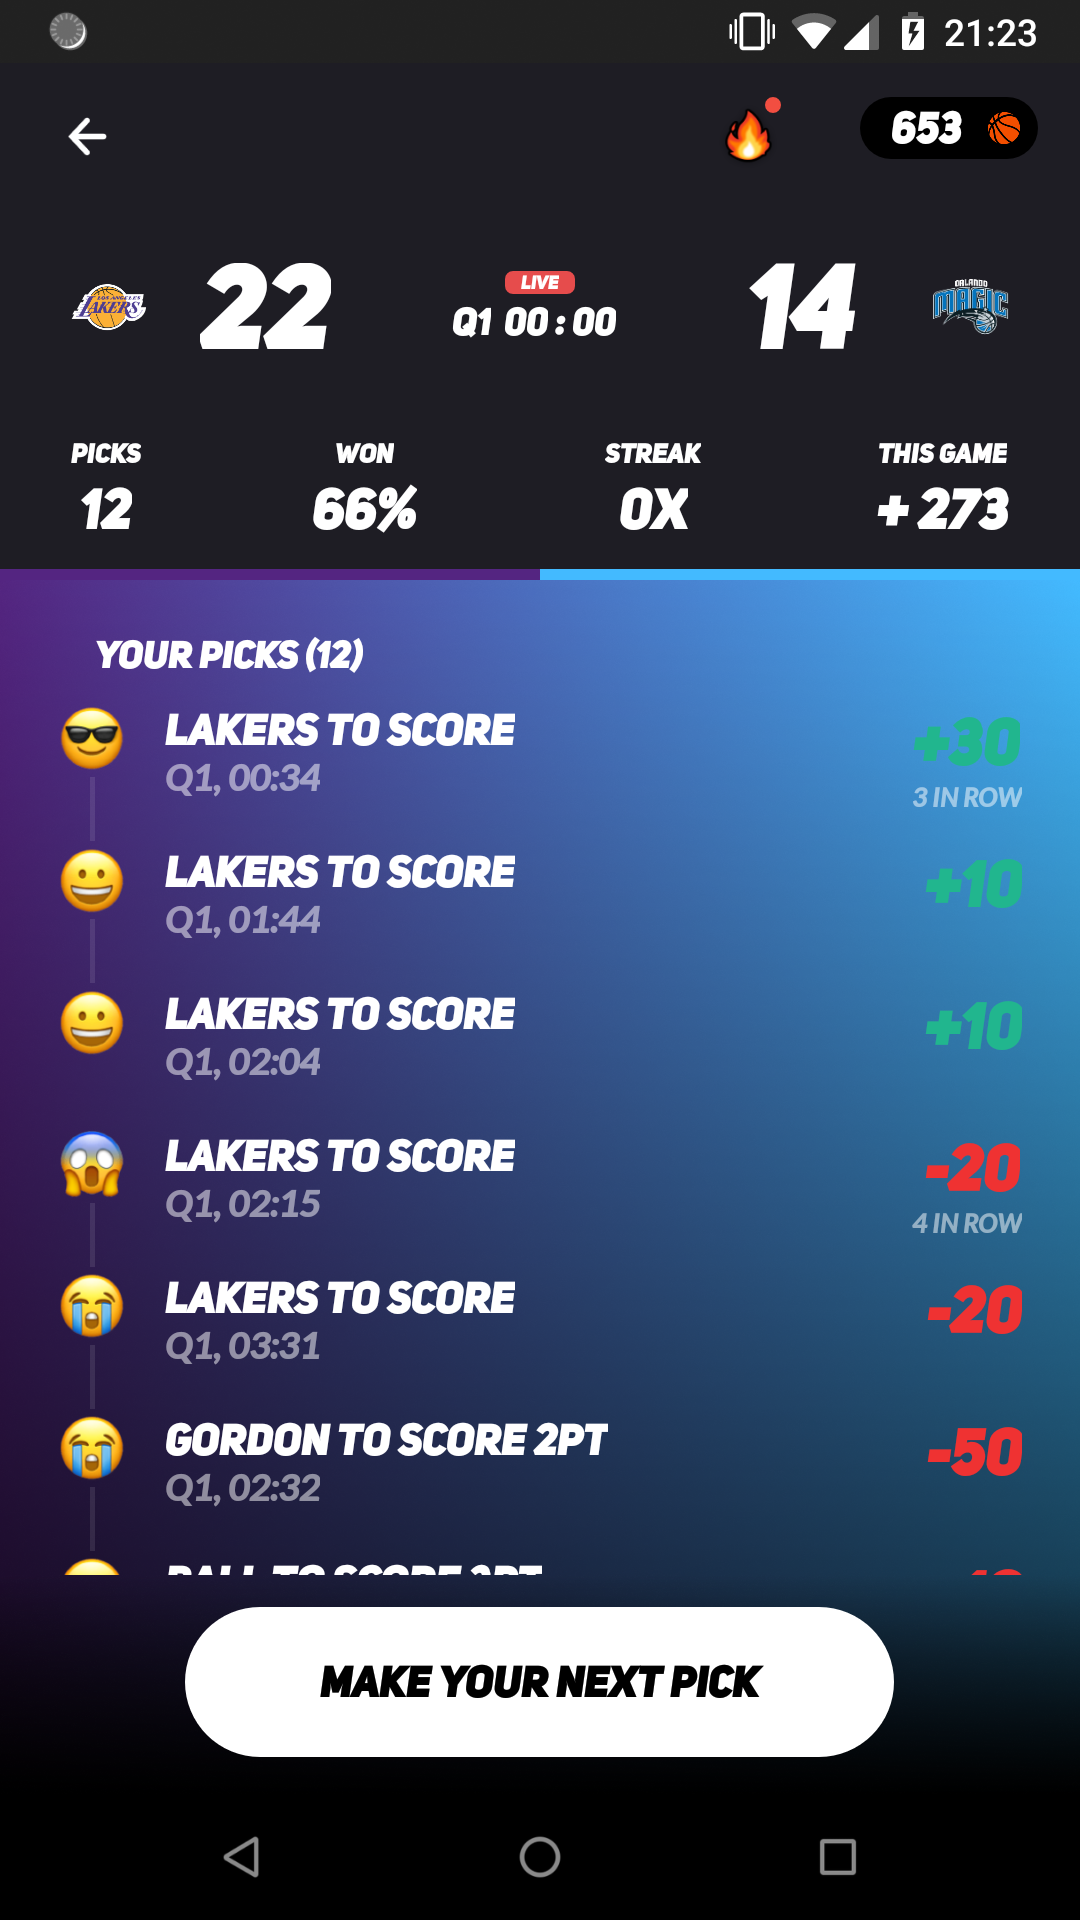 21:23
653
LOS ANGELES
LAKERS
22
LIVE
Q1 00 : 00
14
ORLANDO
MAGIC
PICKS WON STREAK THIS GAME
12 66% 0X + 273
YOUR PICKS (12)
LAKERS TO SCORE +30
Q1, 00:34 3 IN ROW
LAKERS TO SCORE +10
Q1, 01:44
LAKERS TO SCORE +10
Q1, 02:04
LAKERS TO SCORE -20
Q1, 02:15 4 IN ROW
LAKERS TO SCORE -20
Q1, 03:31
GORDON TO SCORE 2PT -50
Q1, 02:32
BALL TO SCORE
MAKE YOUR NEXT PICK